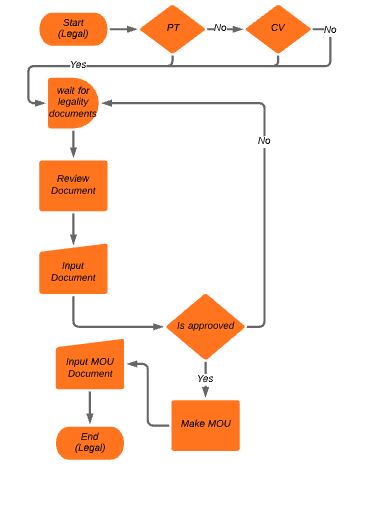 Start
(Legal)
PT
No
CV
No
Yes
wait for
legality
documents
No
Review
Document
Input
Document
Is approoved
Input MOU
Document
Yes
Make MOU
End
(Legal)